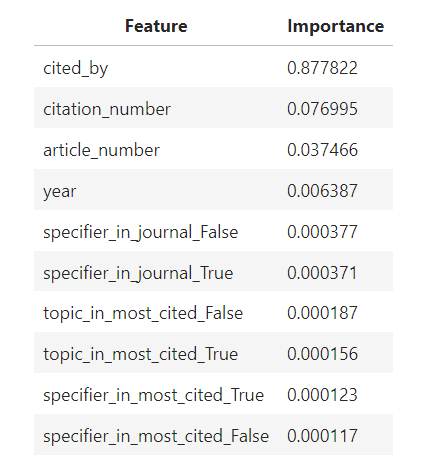 Feature Importance
cited_by 0.877822
citation_number 0.076995
article_number 0.037466
year 0.006387
specifier_in_journal_False 0.000377
specifier_in_journal_True 0.000371
topic_in_most_cited_False 0.000187
topic_in_most_cited_True 0.000156
specifier_in_most_cited_True 0.000123
specifier_in_most_cited_False 0.000117